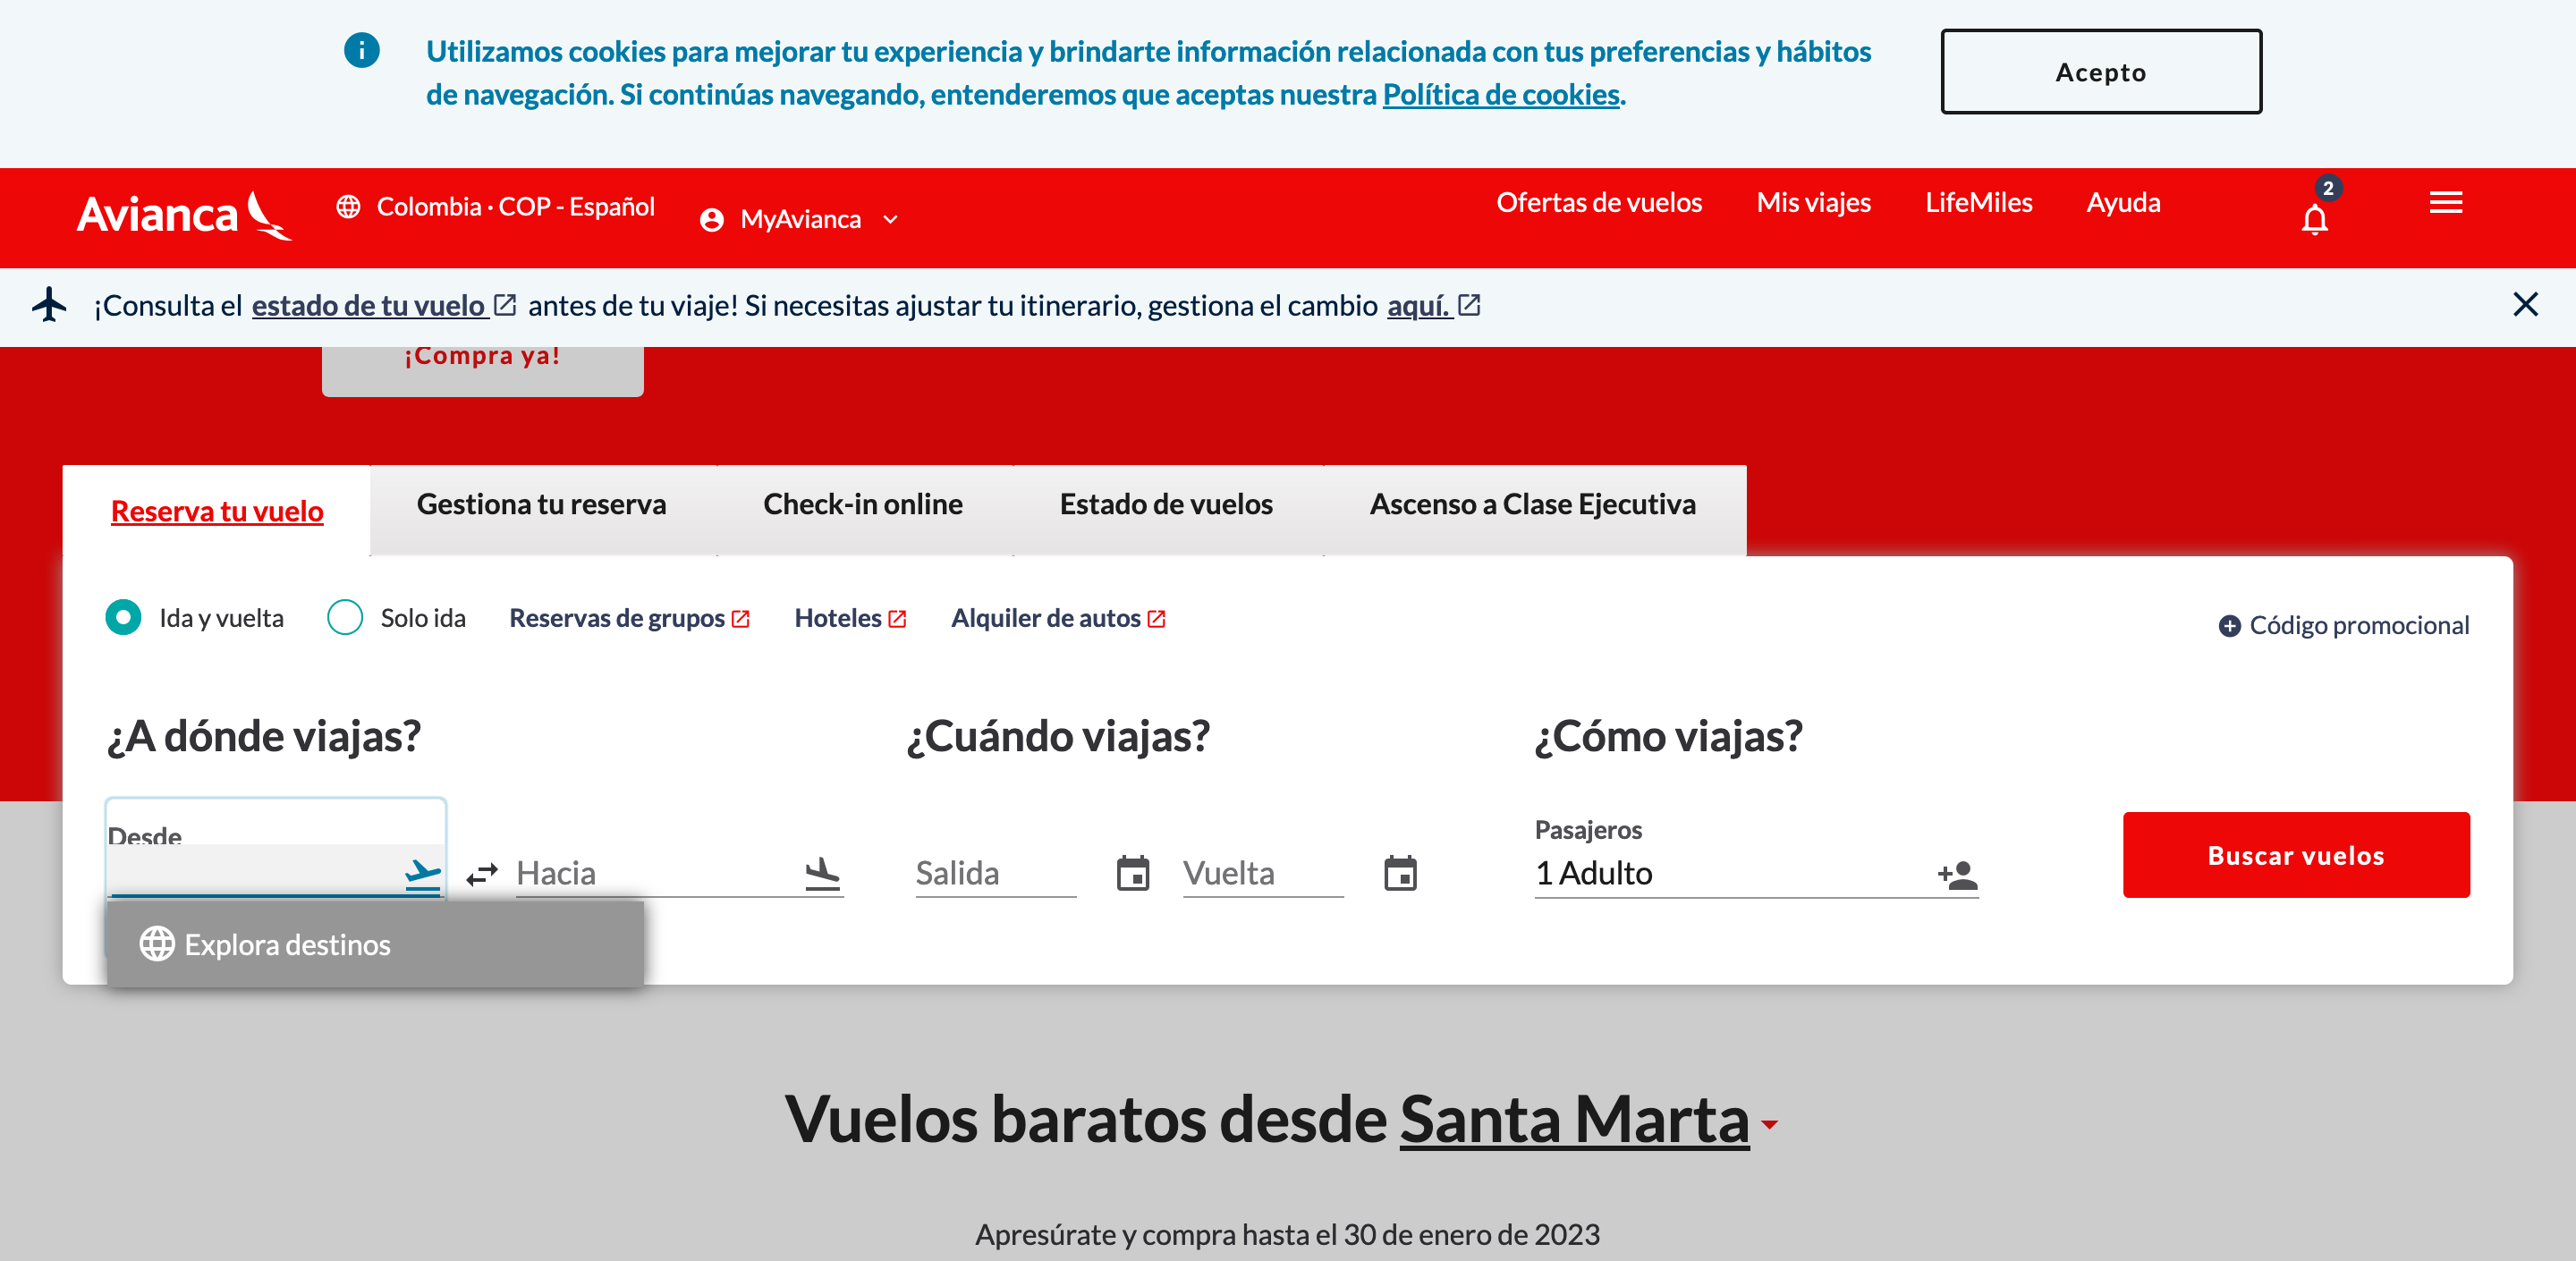 Utilizamos cookies para mejorar tu experiencia y brindarte información relacionada con tus preferencias y hábitos
de navegación. Si continúas navegando, entenderemos que aceptas nuestra Política de cookies.
Acepto
Avianca
Colombia · COP - Español
MyAvianca
Ofertas de vuelos
Mis viajes
LifeMiles
Ayuda
2
¡Consulta el estado de tu vuelo antes de tu viaje! Si necesitas ajustar tu itinerario, gestiona el cambio aquí.
¡Compra ya!
Reserva tu vuelo
Gestiona tu reserva
Check-in online
Estado de vuelos
Ascenso a Clase Ejecutiva
Ida y vuelta
Solo ida
Reservas de grupos
Hoteles
Alquiler de autos
Código promocional
¿A dónde viajas?
¿Cuándo viajas?
¿Cómo viajas?
Desde
Hacia
Salida
Vuelta
Pasajeros
1 Adulto
Buscar vuelos
Explora destinos
Vuelos baratos desde Santa Marta
Apresúrate y compra hasta el 30 de enero de 2023